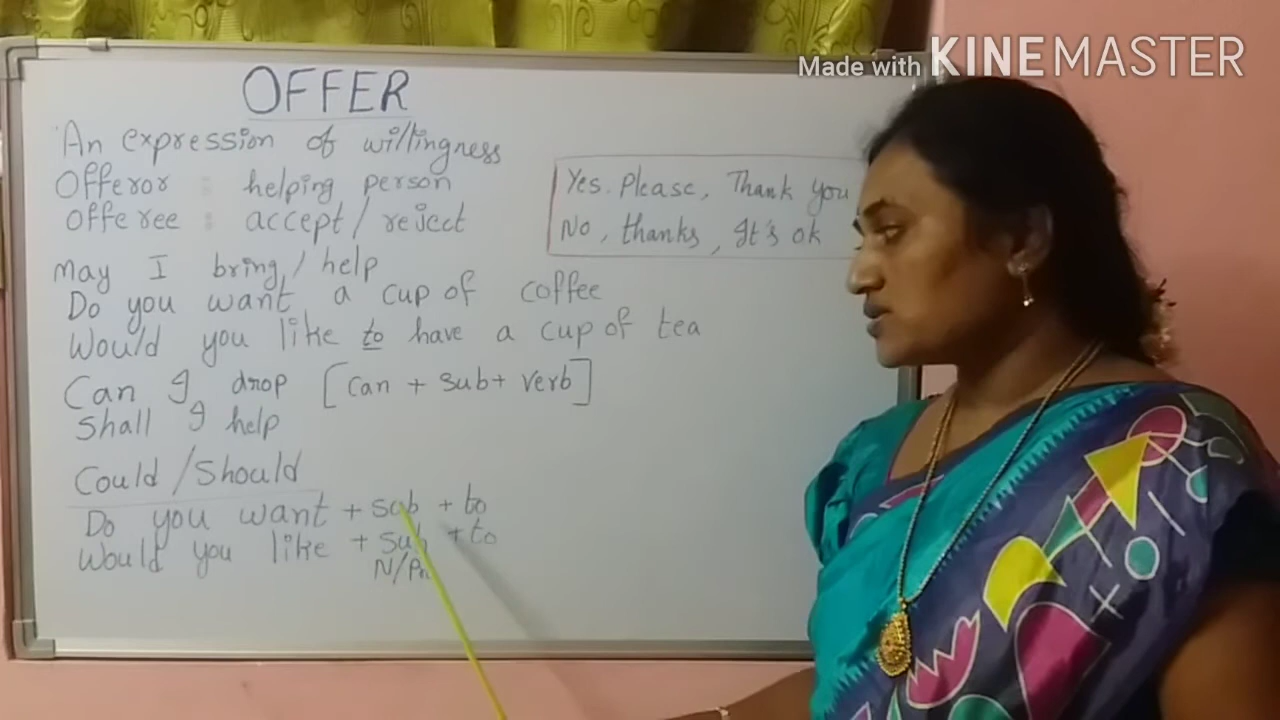 Made with KINEMASTER
OFFER
An expression of willingness
Offeror : helping person
Offeree : accept / reject
Yes. Please, Thank you
No, thanks, It's ok
May I bring / help
Do you want a cup of coffee
Would you like to have a cup of tea
Can I drop [can + sub + verb]
Shall I help
Could / Should
Do you want + sub + to
Would you like + sub + to
N/Pn